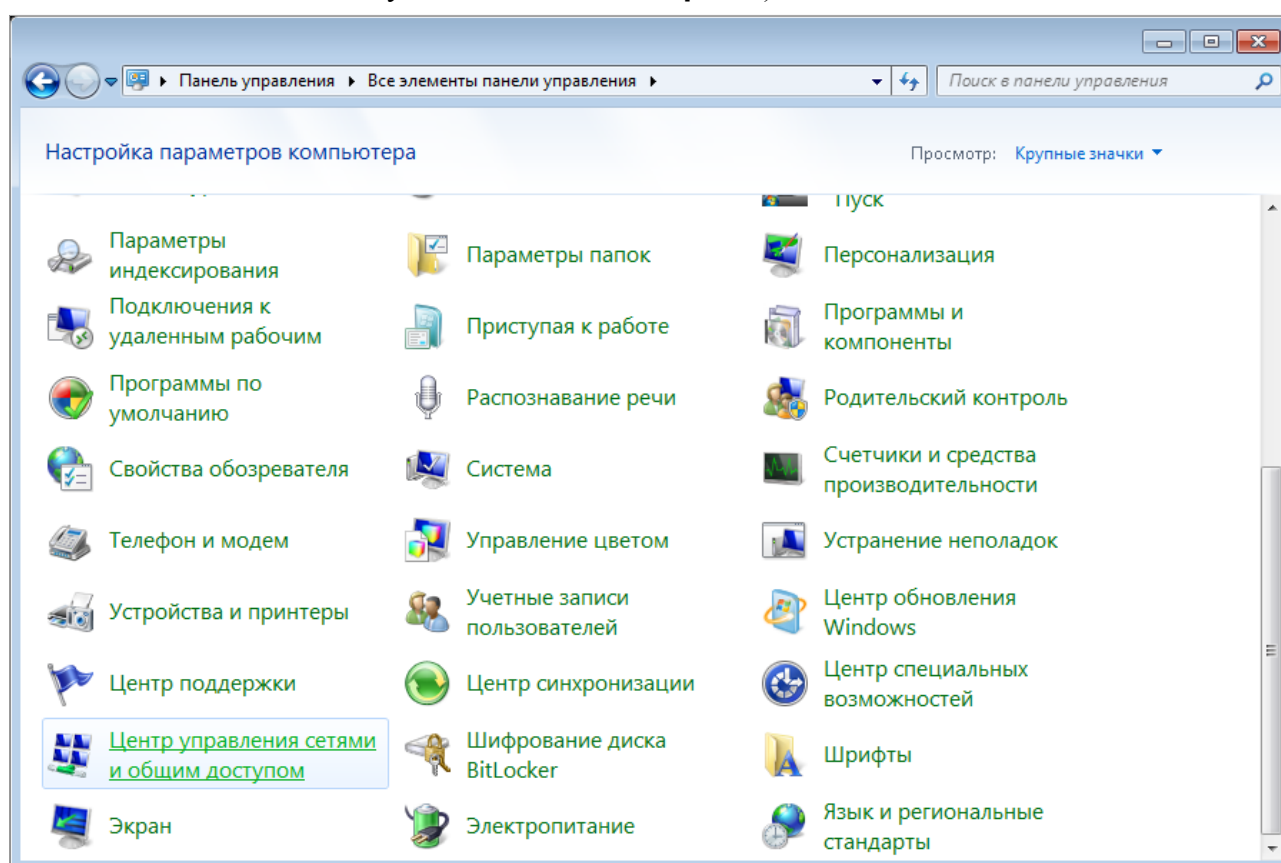 Панель управления
Все элементы панели управления
Поиск в панели управления
Настройка параметров компьютера
Просмотр: Крупные значки
Пуск
Параметры
индексирования
Параметры папок
Персонализация
Подключения к
удаленным рабочим
Приступая к работе
Программы и
компоненты
Программы по
умолчанию
Распознавание речи
Родительский контроль
Свойства обозревателя
Система
Счетчики и средства
производительности
Телефон и модем
Управление цветом
Устранение неполадок
Устройства и принтеры
Учетные записи
пользователей
Центр обновления
Windows
Центр поддержки
Центр синхронизации
Центр специальных
возможностей
Центр управления сетями
и общим доступом
Шифрование диска
BitLocker
Шрифты
Экран
Электропитание
Язык и региональные
стандарты